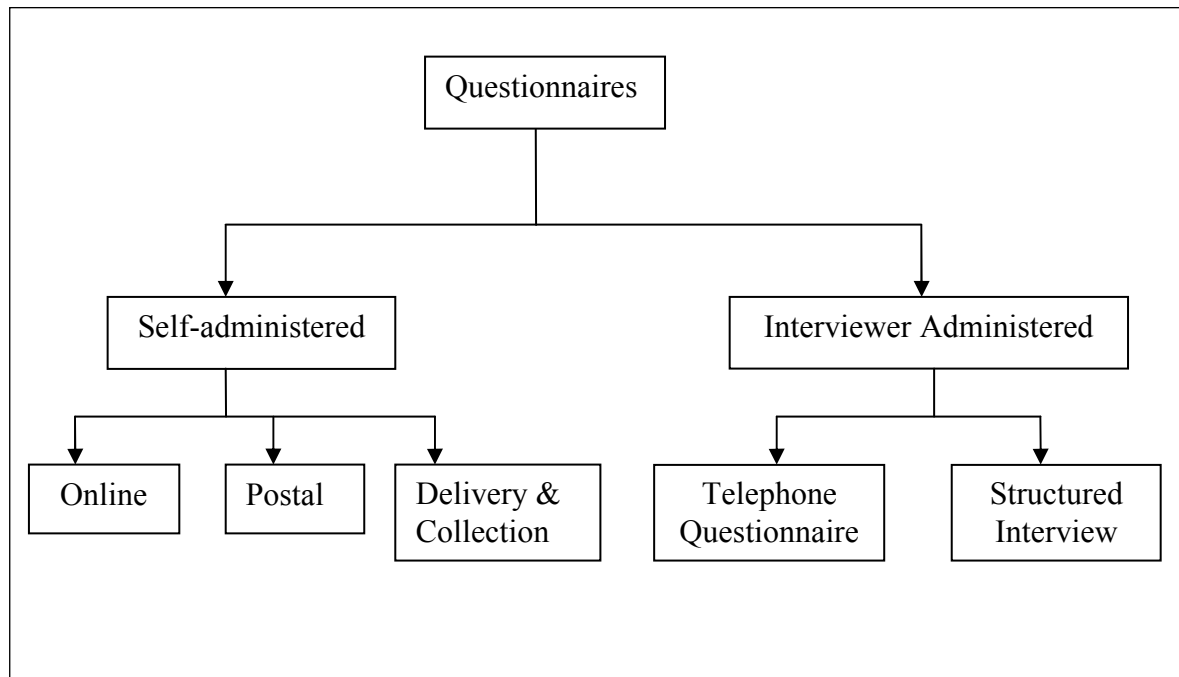 Questionnaires
Self-administered
Interviewer Administered
Online
Postal
Delivery &
Collection
Telephone
Questionnaire
Structured
Interview